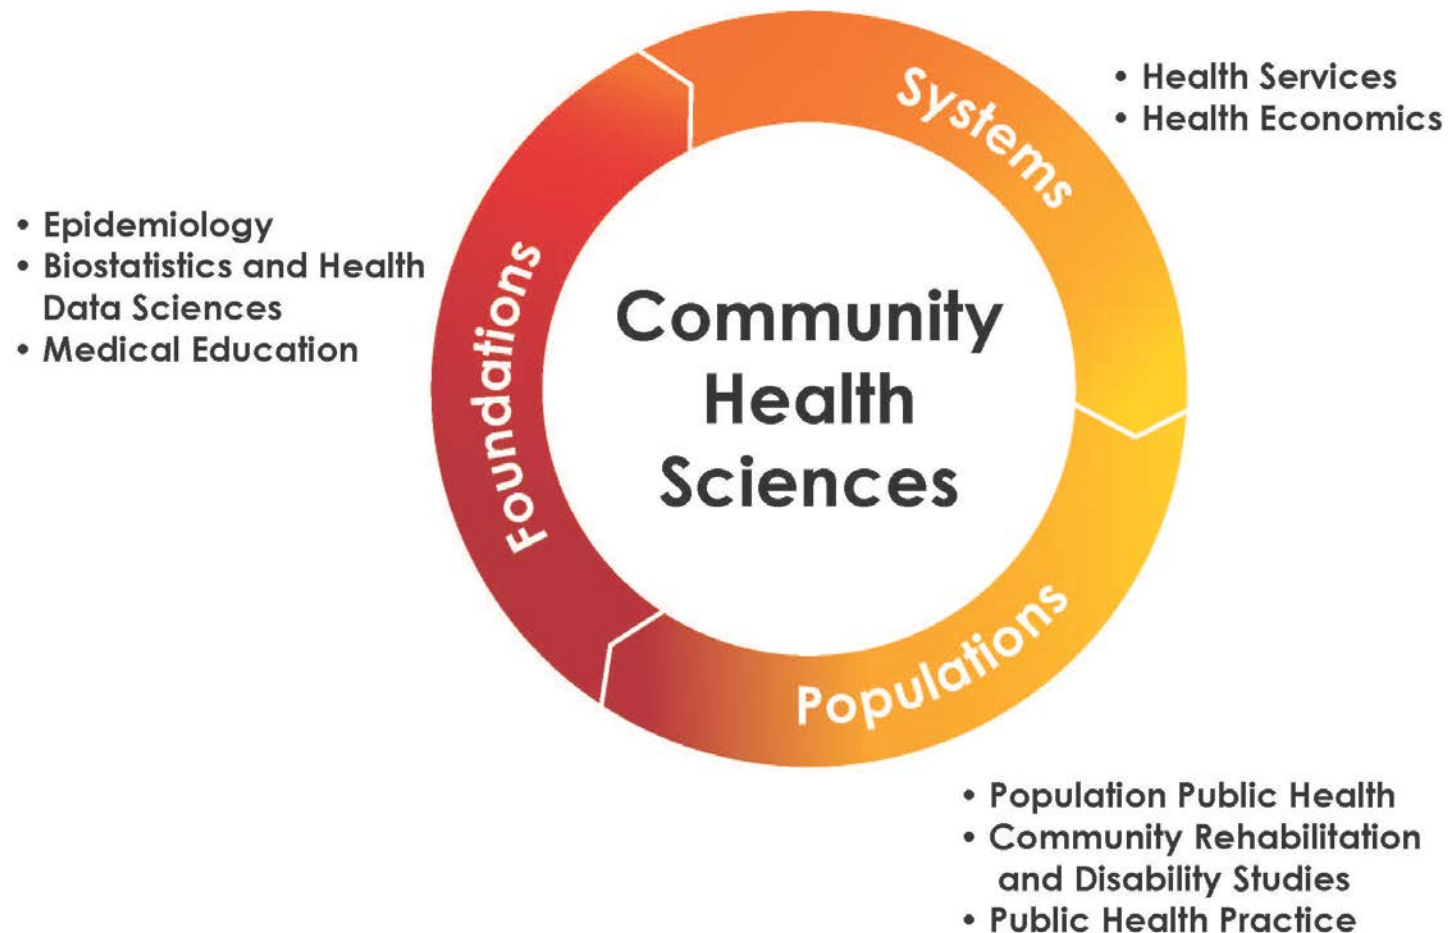 Systems
• Health Services
• Health Economics
• Epidemiology
• Biostatistics and Health
Data Sciences
• Medical Education
Foundations
Community
Health
Sciences
Populations
• Population Public Health
• Community Rehabilitation
and Disability Studies
• Public Health Practice